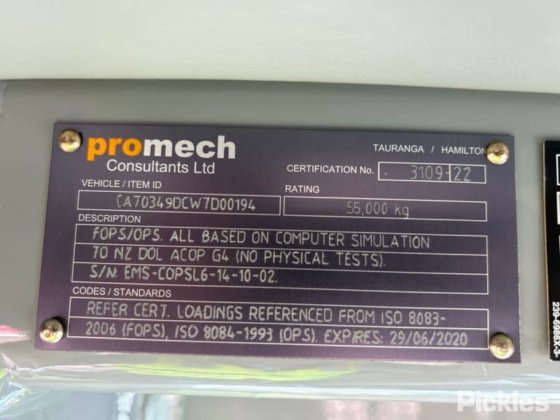 promech
Consultants Ltd
TAURANGA / HAMILTON
CERTIFICATION No. 3109-22
VEHICLE / ITEM ID
CA70349DCW7D00194
RATING
55,000 kg
DESCRIPTION
FOPS/OPS. ALL BASED ON COMPUTER SIMULATION
TO NZ DOL ACOP G4 (NO PHYSICAL TESTS).
S/N: EMS-COPSL6-14-10-02.
CODES / STANDARDS
REFER CERT. LOADINGS REFERENCED FROM ISO 8083-
2006 (FOPS), ISO 8084-1993 (OPS). EXPIRES: 29/06/2020
Pickles